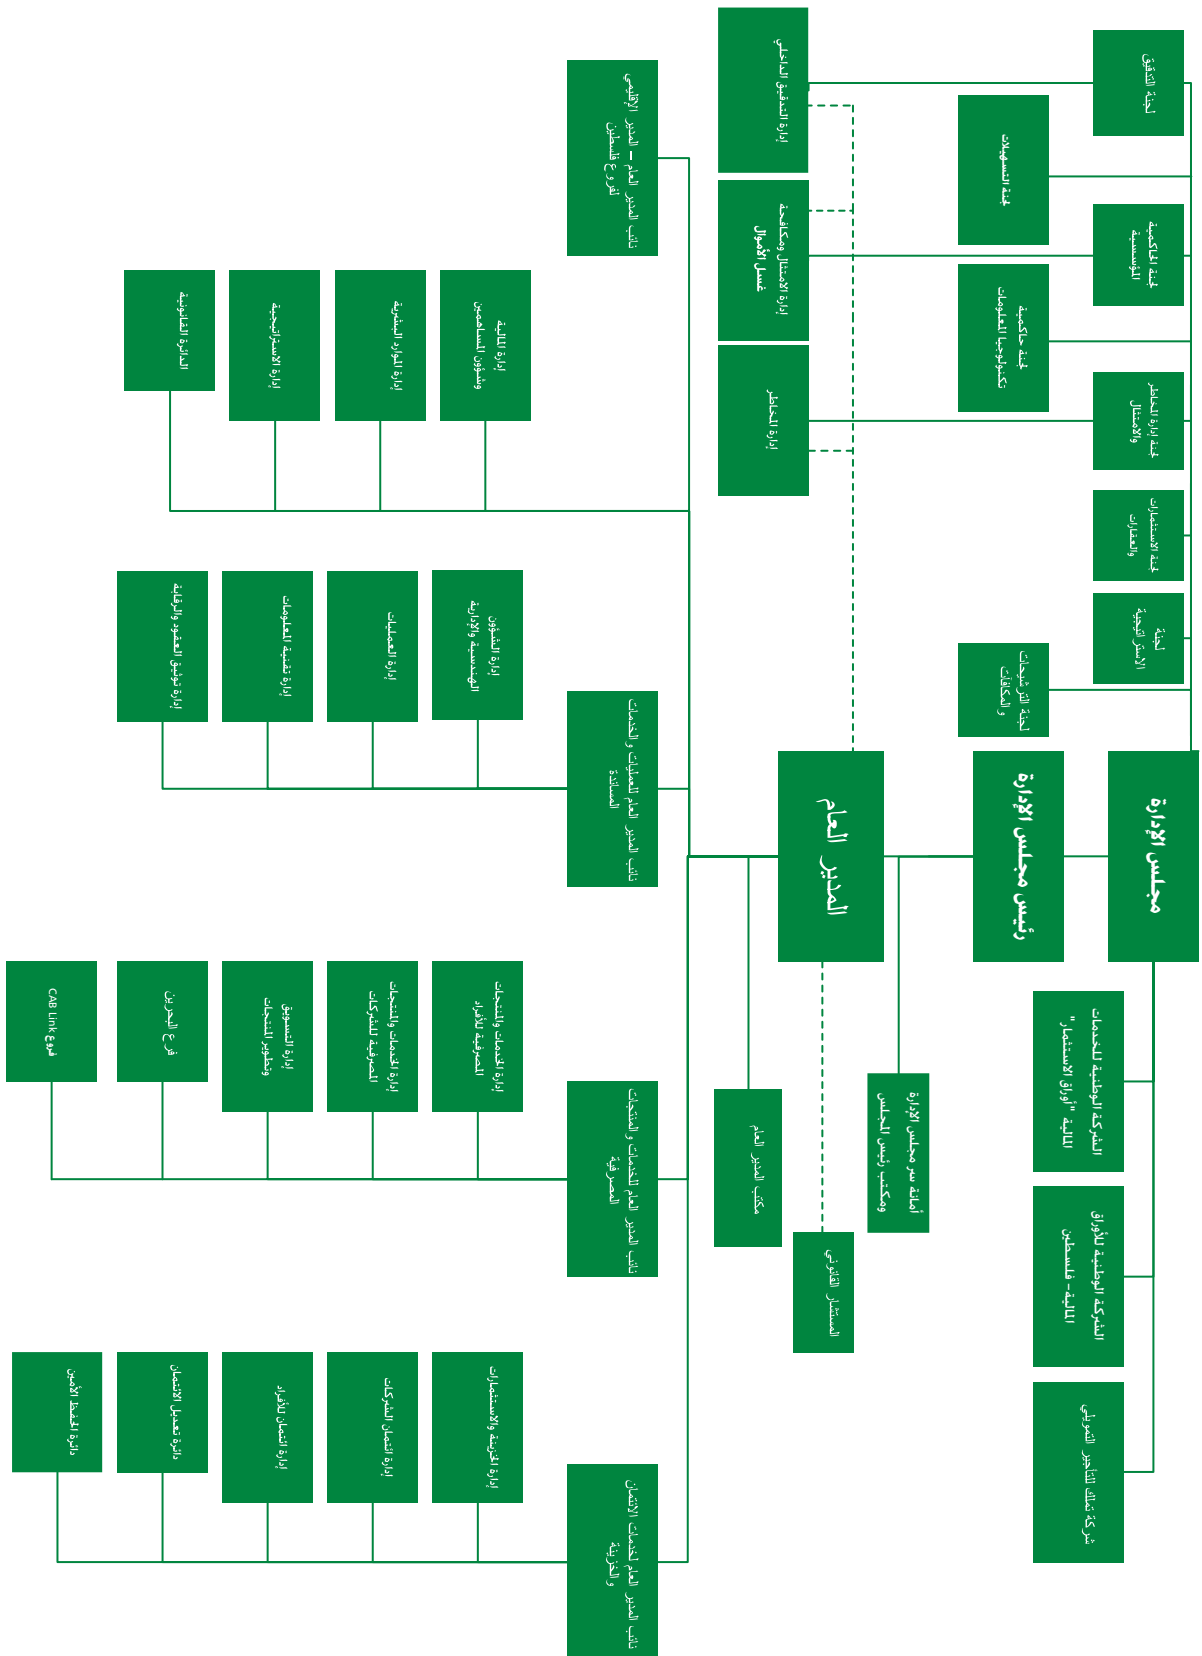 مجلس الإدارة
رئيس مجلس الإدارة
المدير العام
لجنة التدقيق
لجنة التسهيلات
لجنة الحاكمية
المؤسسية
لجنة حاكمية
تكنولوجيا المعلومات
لجنة إدارة المخاطر
والامتثال
لجنة الاستثمارات
والعقارات
لجنة
الاستراتيجية
لجنة الترشيحات
والمكافآت
الشركة الوطنية للخدمات
المالية "أوراق الاستثمار"
الشركة الوطنية للأوراق
المالية – فلسطين
شركة تملك للتأجير التمويلي
أمانة سر مجلس الإدارة
ومكتب رئيس المجلس
المستشار القانوني
مكتب المدير العام
إدارة التدقيق الداخلي
إدارة الامتثال ومكافحة
غسل الأموال
إدارة المخاطر
نائب المدير العام – المدير الإقليمي
لفروع فلسطين
إدارة المالية
وشؤون المساهمين
إدارة الموارد البشرية
إدارة الاستراتيجية
الدائرة القانونية
نائب المدير العام للعمليات والخدمات
المساندة
إدارة الشؤون
الهندسية والإدارية
إدارة العمليات
إدارة تقنية المعلومات
إدارة توثيق العقود والرقابة
نائب المدير العام للخدمات والمنتجات
المصرفية
إدارة الخدمات والمنتجات
المصرفية للأفراد
إدارة الخدمات والمنتجات
المصرفية للشركات
إدارة التسويق
وتطوير المنتجات
فرع البحرين
فروع CAB Link
نائب المدير العام لخدمات الائتمان
والخزينة
إدارة الخزينة والاستثمارات
إدارة ائتمان الشركات
إدارة ائتمان للأفراد
دائرة تعديل الائتمان
دائرة الحفظ الأمين